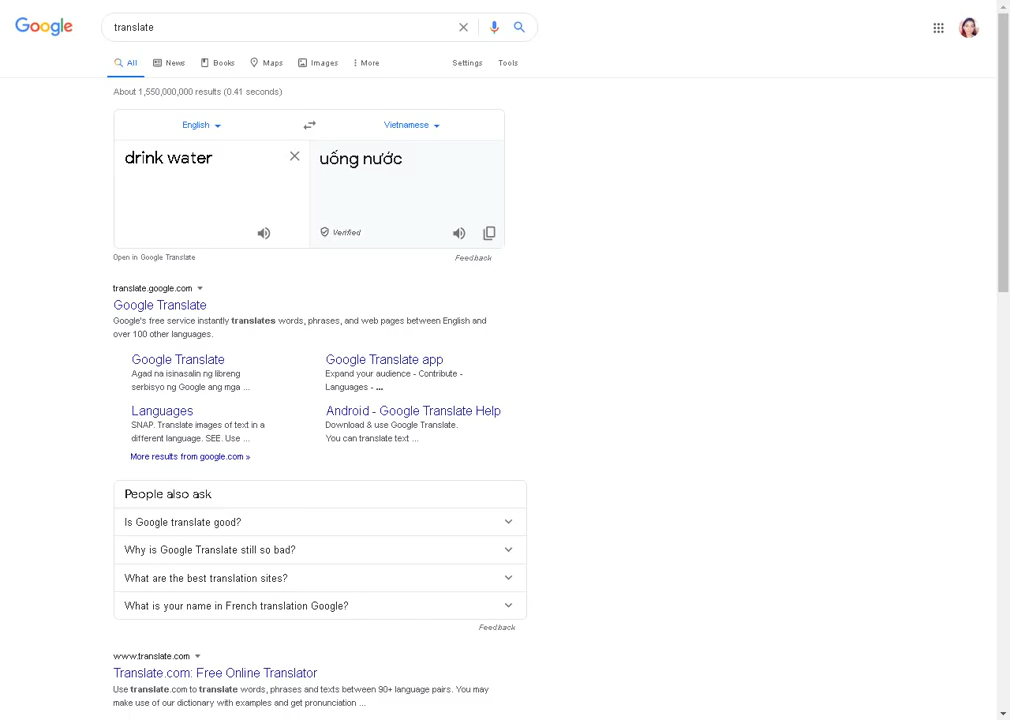 Google
translate
All News Books Maps Images More Settings Tools
About 1,550,000,000 results (0.41 seconds)
English Vietnamese
drink water
uống nước
Verified
Open in Google Translate
Feedback
translate.google.com
Google Translate
Google's free service instantly translates words, phrases, and web pages between English and
over 100 other languages.
Google Translate
Agad na isinasalin ng libreng
serbisyo ng Google ang mga ...
Google Translate app
Expand your audience - Contribute -
Languages - ...
Languages
SNAP. Translate images of text in a
different language. SEE. Use ...
Android - Google Translate Help
Download & use Google Translate.
You can translate text ...
More results from google.com »
People also ask
Is Google translate good?
Why is Google Translate still so bad?
What are the best translation sites?
What is your name in French translation Google?
Feedback
www.translate.com
Translate.com: Free Online Translator
Use translate.com to translate words, phrases and texts between 90+ language pairs. You may
make use of our dictionary with examples and get pronunciation ...